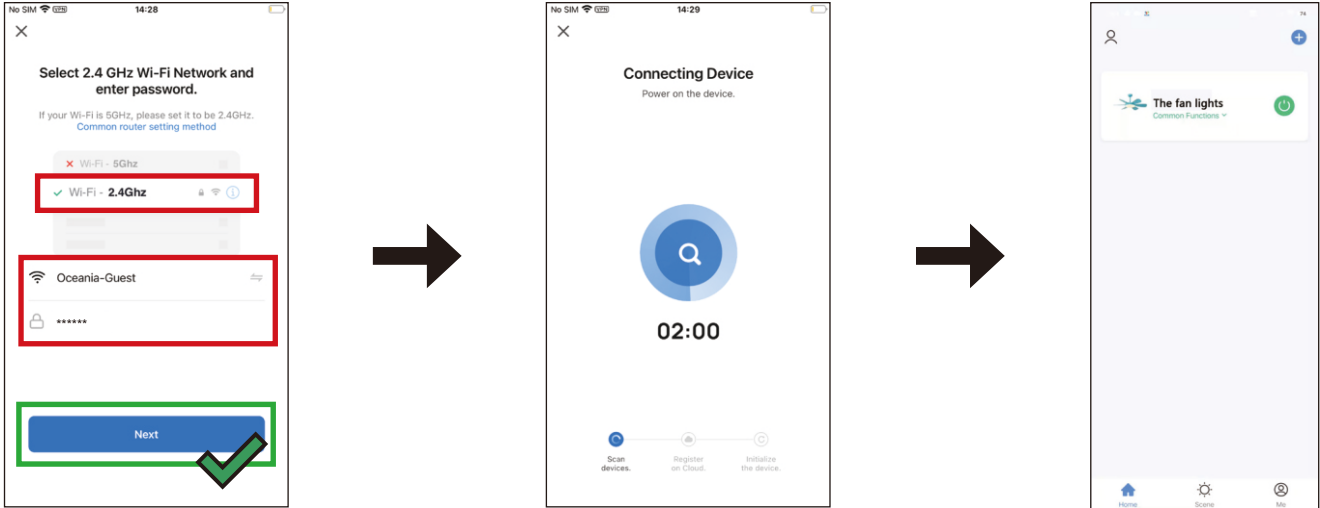 No SIM VPN 14:28
Select 2.4 GHz Wi-Fi Network and
enter password.
If your Wi-Fi is 5GHz, please set it to be 2.4GHz.
Common router setting method
Wi-Fi - 5Ghz
Wi-Fi - 2.4Ghz
Oceania-Guest
******
Next
No SIM VPN 14:29
Connecting Device
Power on the device.
02:00
Scan
devices.
Register
on Cloud.
Initialize
the device.
The fan lights
Common Functions
Home
Scene
Me